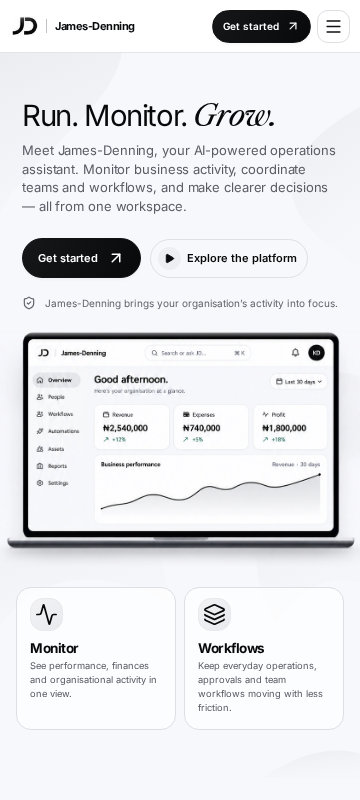 JD James-Denning
Get started
Run. Monitor. Grow.
Meet James-Denning, your AI-powered operations
assistant. Monitor business activity, coordinate
teams and workflows, and make clearer decisions
— all from one workspace.
Get started
Explore the platform
James-Denning brings your organisation's activity into focus.
JD James-Denning
Search or ask JD...
⌘ K
KD
Overview
People
Workflows
Automations
Assets
Reports
Settings
Good afternoon.
Here's your organisation at a glance.
Last 30 days
Revenue
₦2,540,000
+12%
Expenses
₦740,000
+5%
Profit
₦1,800,000
+18%
Business performance
Revenue · 30 days
Monitor
See performance, finances
and organisational activity in
one view.
Workflows
Keep everyday operations,
approvals and team
workflows moving with less
friction.